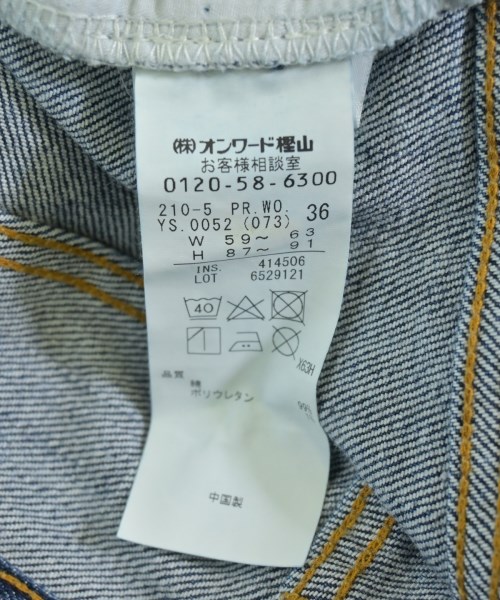 ㈱オンワード樫山
お客様相談室
0120-58-6300
210-5 PR.WO. 36
YS.0052 (073)
W 59～ 63
H 87～ 91
INS. 414506
LOT 6529121
40
X63H
品質
綿
ポリウレタン
中国製